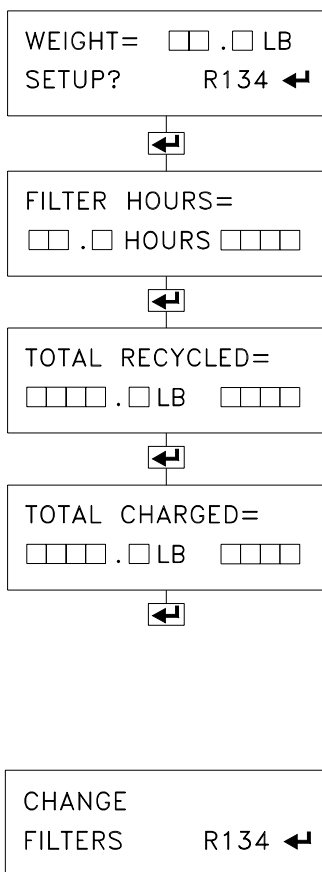 WEIGHT= □□.□ LB
SETUP? R134 ↵
↵
FILTER HOURS=
□□.□ HOURS □□□□
↵
TOTAL RECYCLED=
□□□□.□ LB □□□□
↵
TOTAL CHARGED=
□□□□.□ LB □□□□
↵
CHANGE
FILTERS R134 ↵